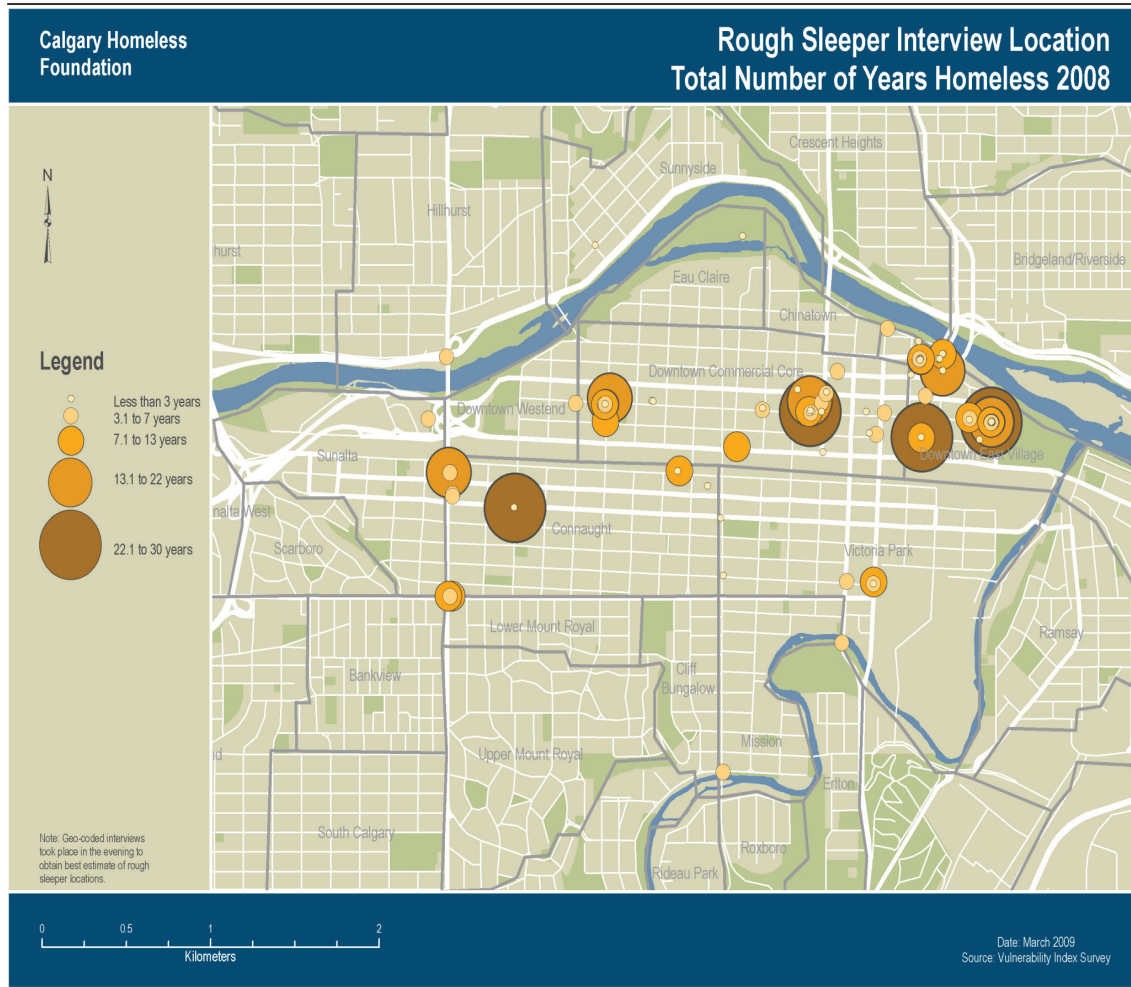 Calgary Homeless
Foundation
Rough Sleeper Interview Location
Total Number of Years Homeless 2008
N
Legend
Less than 3 years
3.1 to 7 years
7.1 to 13 years
13.1 to 22 years
22.1 to 30 years
Note: Geo-coded interviews
took place in the evening to
obtain best estimate of rough
sleeper locations.
Crescent Heights
Sunnyside
Hillhurst
lhurst
Bridgeland/Riverside
Eau Claire
Chinatown
Downtown Commercial Core
Downtown Westend
Sunalta
Downtown East Village
nalta West
Connaught
Scarboro
Victoria Park
Lower Mount Royal
Ramsay
Cliff
Bungalow
Bankview
Mission
Upper Mount Royal
nd
Erlton
South Calgary
Roxboro
Rideau Park
0 0.5 1 2
Kilometers
Date: March 2009
Source: Vulnerability Index Survey